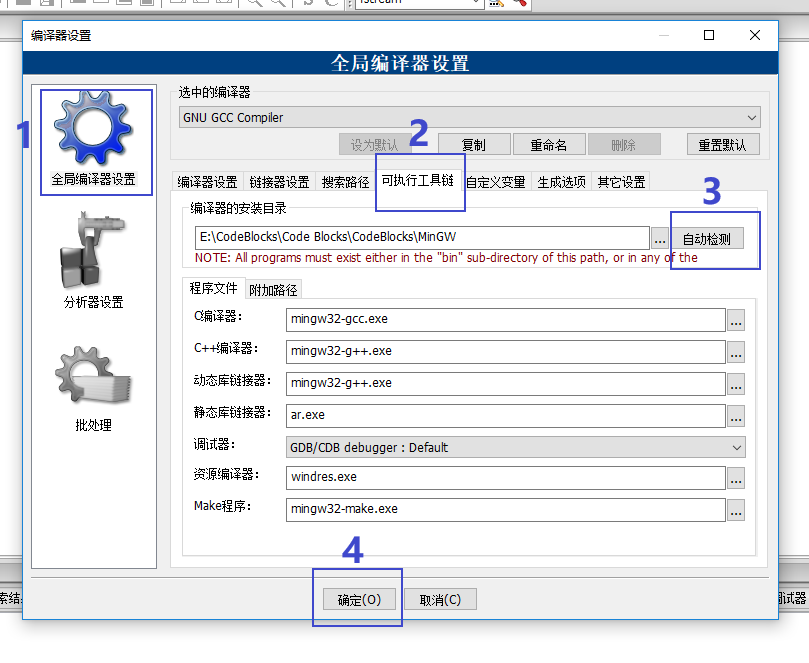 fstream
编译器设置
全局编译器设置
1
全局编译器设置
分析器设置
批处理
选中的编译器
GNU GCC Compiler
2
设为默认 复制 重命名 删除 重置默认
编译器设置 链接器设置 搜索路径 可执行工具链 自定义变量 生成选项 其它设置
3
编译器的安装目录
E:\CodeBlocks\Code Blocks\CodeBlocks\MinGW ... 自动检测
NOTE: All programs must exist either in the "bin" sub-directory of this path, or in any of the
程序文件 附加路径
C编译器: mingw32-gcc.exe ...
C++编译器: mingw32-g++.exe ...
动态库链接器: mingw32-g++.exe ...
静态库链接器: ar.exe ...
调试器: GDB/CDB debugger : Default
资源编译器: windres.exe ...
Make程序: mingw32-make.exe ...
4
确定(O) 取消(C)
索结
调试器